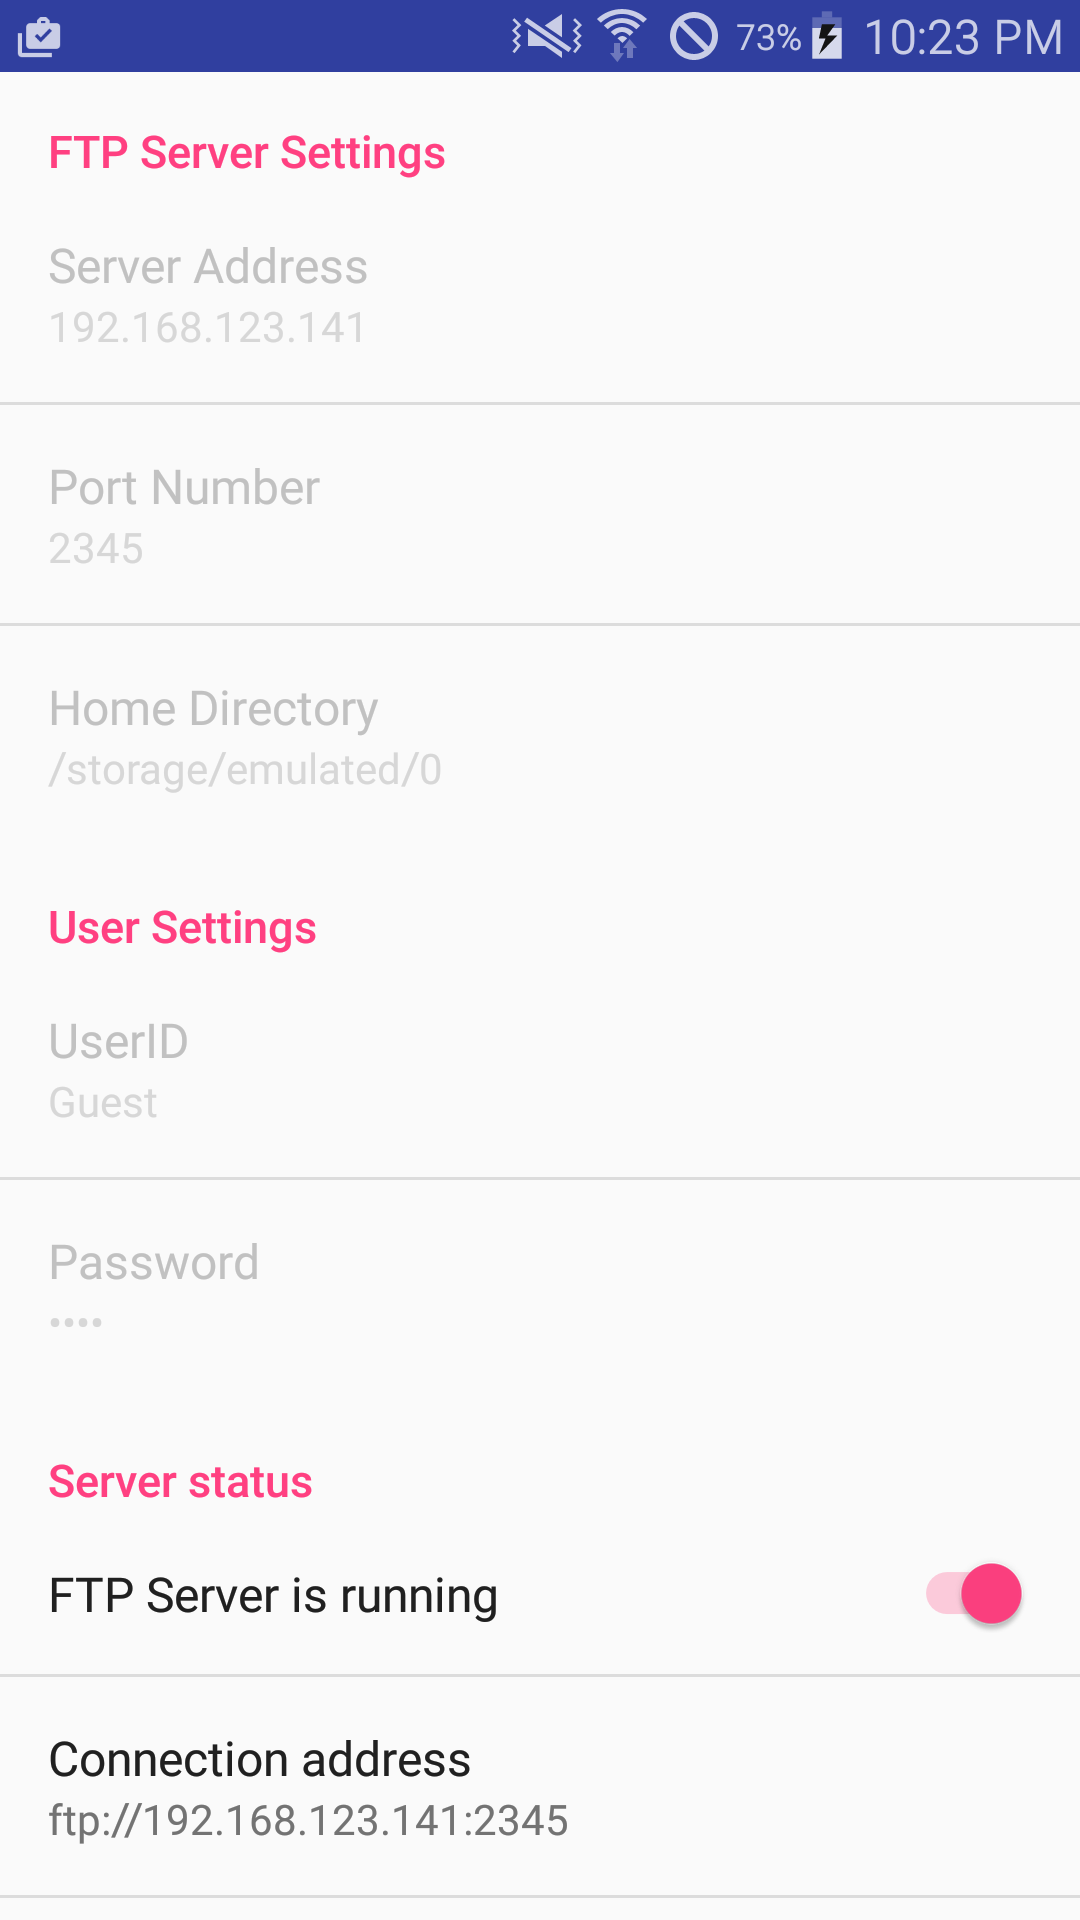 73% 10:23 PM
FTP Server Settings
Server Address
192.168.123.141
Port Number
2345
Home Directory
/storage/emulated/0
User Settings
UserID
Guest
Password
••••
Server status
FTP Server is running
Connection address
ftp://192.168.123.141:2345